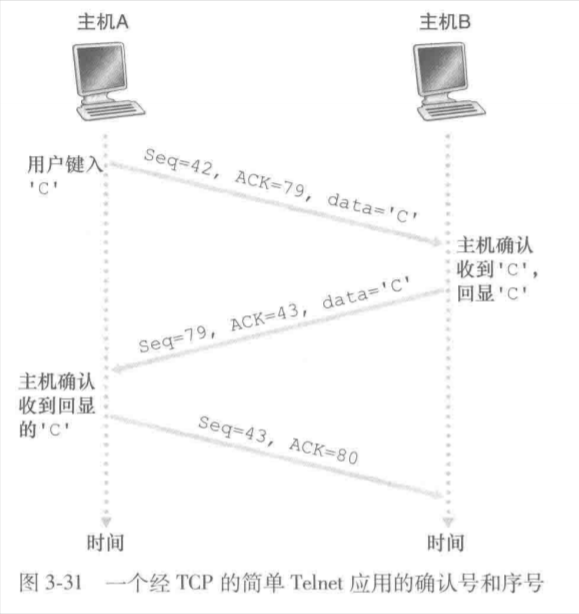 主机A
主机B
用户键入
'C'
Seq=42, ACK=79, data='C'
主机确认
收到'C',
回显'C'
Seq=79, ACK=43, data='C'
主机确认
收到回显
的'C'
Seq=43, ACK=80
时间
时间
图 3-31 一个经 TCP 的简单 Telnet 应用的确认号和序号